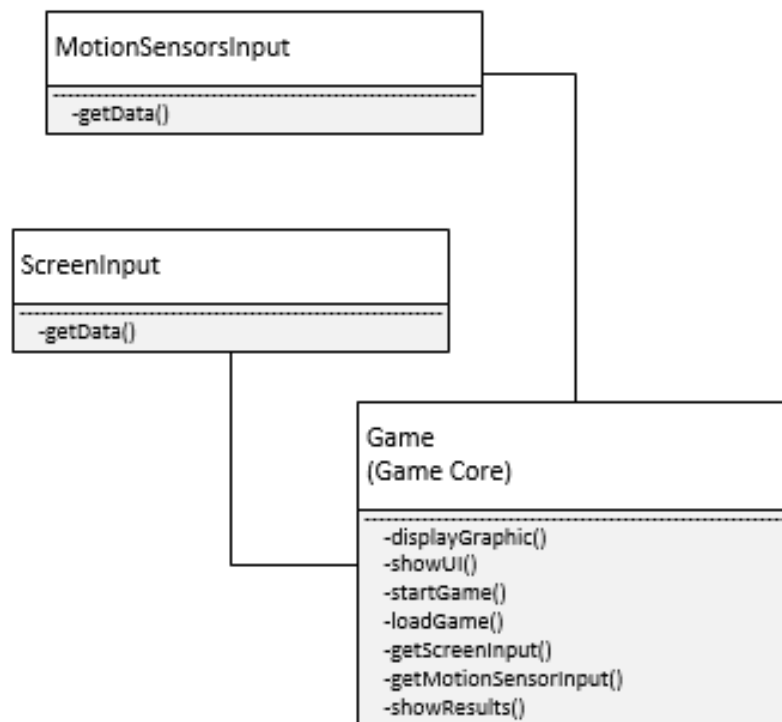 MotionSensorsInput
-getData()
ScreenInput
-getData()
Game
(Game Core)
-displayGraphic()
-showUI()
-startGame()
-loadGame()
-getScreenInput()
-getMotionSensorInput()
-showResults()